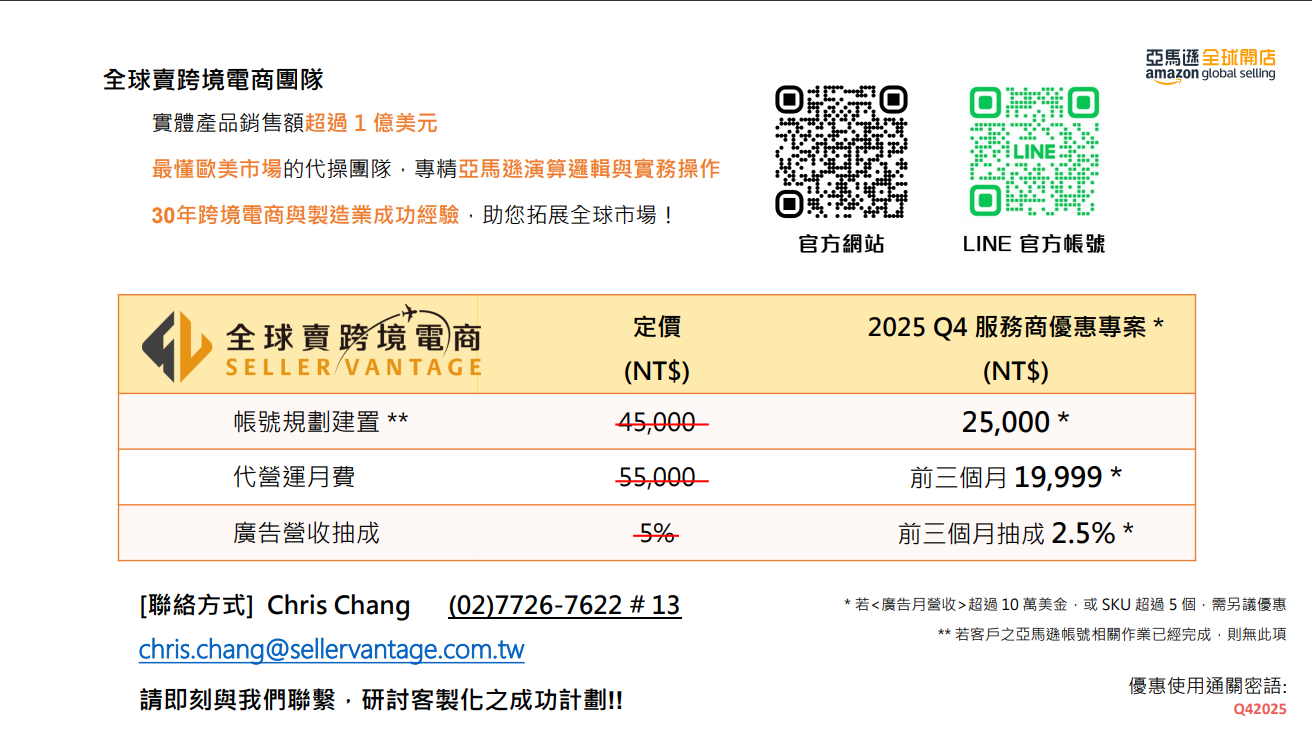 亞馬遜全球開店
amazon global selling
全球賣跨境電商團隊
實體產品銷售額超過 1 億美元
最懂歐美市場的代操團隊，專精亞馬遜演算邏輯與實務操作
30年跨境電商與製造業成功經驗，助您拓展全球市場！
LINE
官方網站
LINE 官方帳號
全球賣跨境電商
SELLER VANTAGE
定價
(NT$)
2025 Q4 服務商優惠專案 *
(NT$)
帳號規劃建置 ** 45,000 25,000 *
代營運月費 55,000 前三個月 19,999 *
廣告營收抽成 5% 前三個月抽成 2.5% *
[聯絡方式] Chris Chang (02)7726-7622 # 13
chris.chang@sellervantage.com.tw
請即刻與我們聯繫，研討客製化之成功計劃!!
* 若<廣告月營收>超過 10 萬美金，或 SKU 超過 5 個，需另議優惠
** 若客戶之亞馬遜帳號相關作業已經完成，則無此項
優惠使用通關密語:
Q42025